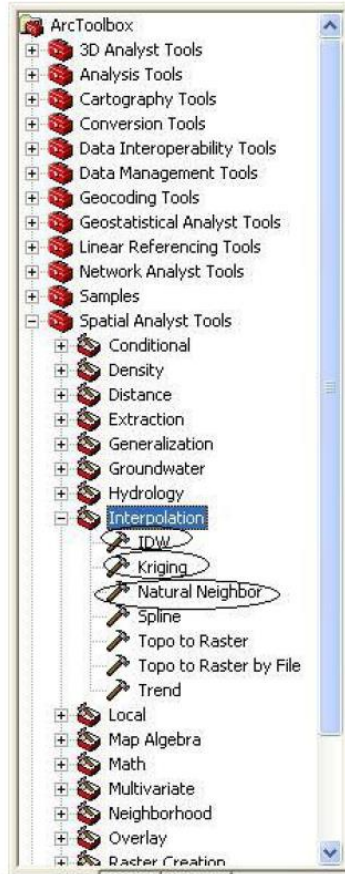 ArcToolbox
3D Analyst Tools
Analysis Tools
Cartography Tools
Conversion Tools
Data Interoperability Tools
Data Management Tools
Geocoding Tools
Geostatistical Analyst Tools
Linear Referencing Tools
Network Analyst Tools
Samples
Spatial Analyst Tools
Conditional
Density
Distance
Extraction
Generalization
Groundwater
Hydrology
Interpolation
IDW
Kriging
Natural Neighbor
Spline
Topo to Raster
Topo to Raster by File
Trend
Local
Map Algebra
Math
Multivariate
Neighborhood
Overlay
Raster Creation